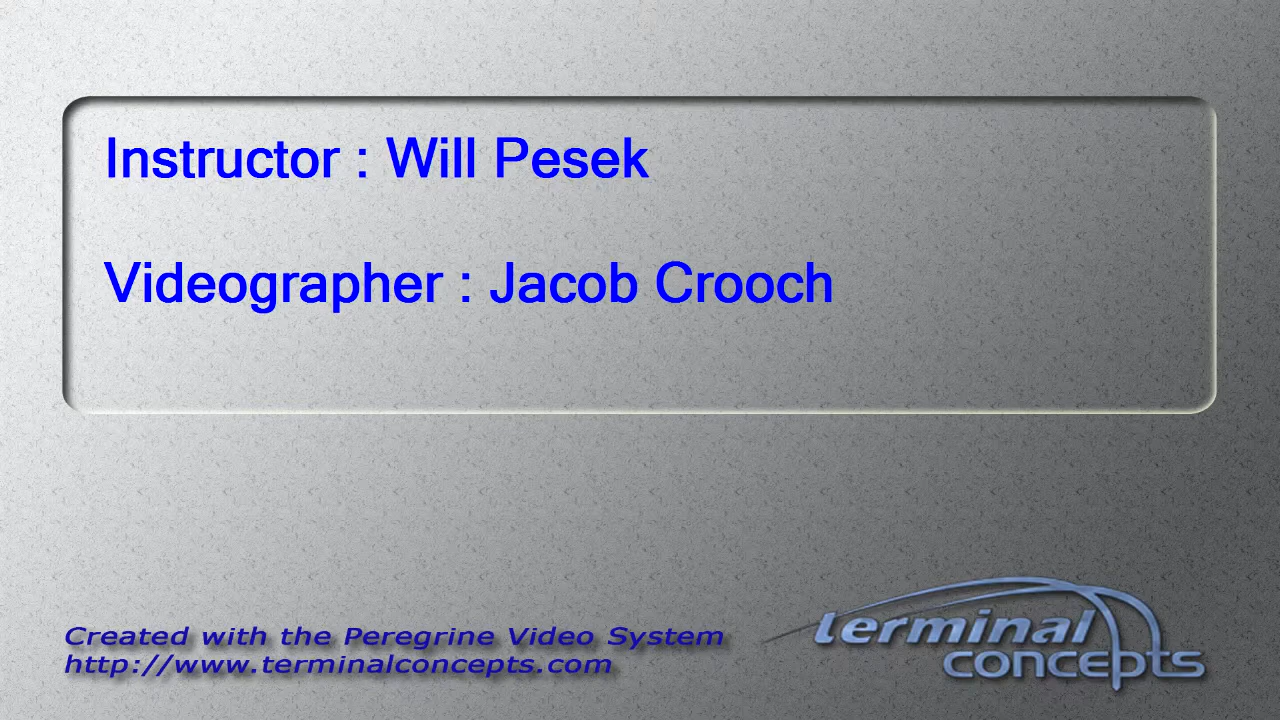 Instructor : Will Pesek
Videographer : Jacob Crooch
Created with the Peregrine Video System
http://www.terminalconcepts.com
terminal
concepts